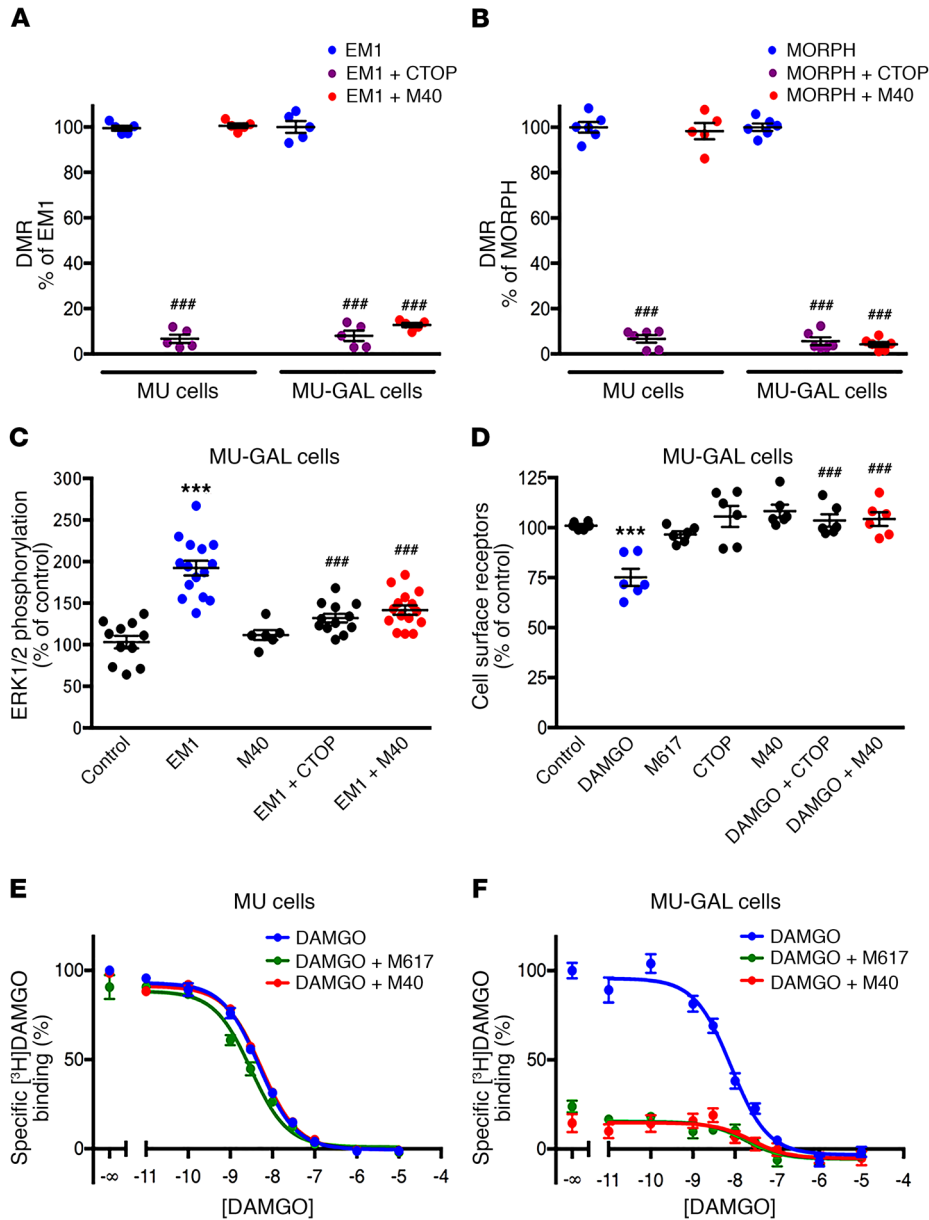 A
EM1
EM1 + CTOP
EM1 + M40
DMR
% of EM1
100
80
60
40
20
0
###
###
###
MU cells
MU-GAL cells
B
MORPH
MORPH + CTOP
MORPH + M40
DMR
% of MORPH
100
80
60
40
20
0
###
###
###
MU cells
MU-GAL cells
C
MU-GAL cells
ERK1/2 phosphorylation
(% of control)
300
250
200
150
100
50
0
***
###
###
Control
EM1
M40
EM1 + CTOP
EM1 + M40
D
MU-GAL cells
Cell surface receptors
(% of control)
125
100
75
50
25
0
***
###
###
Control
DAMGO
M617
CTOP
M40
DAMGO + CTOP
DAMGO + M40
E
MU cells
DAMGO
DAMGO + M617
DAMGO + M40
Specific [³H]DAMGO
binding (%)
100
50
0
-∞ -11 -10 -9 -8 -7 -6 -5 -4
[DAMGO]
F
MU-GAL cells
DAMGO
DAMGO + M617
DAMGO + M40
Specific [³H]DAMGO
binding (%)
100
50
0
-∞ -11 -10 -9 -8 -7 -6 -5 -4
[DAMGO]